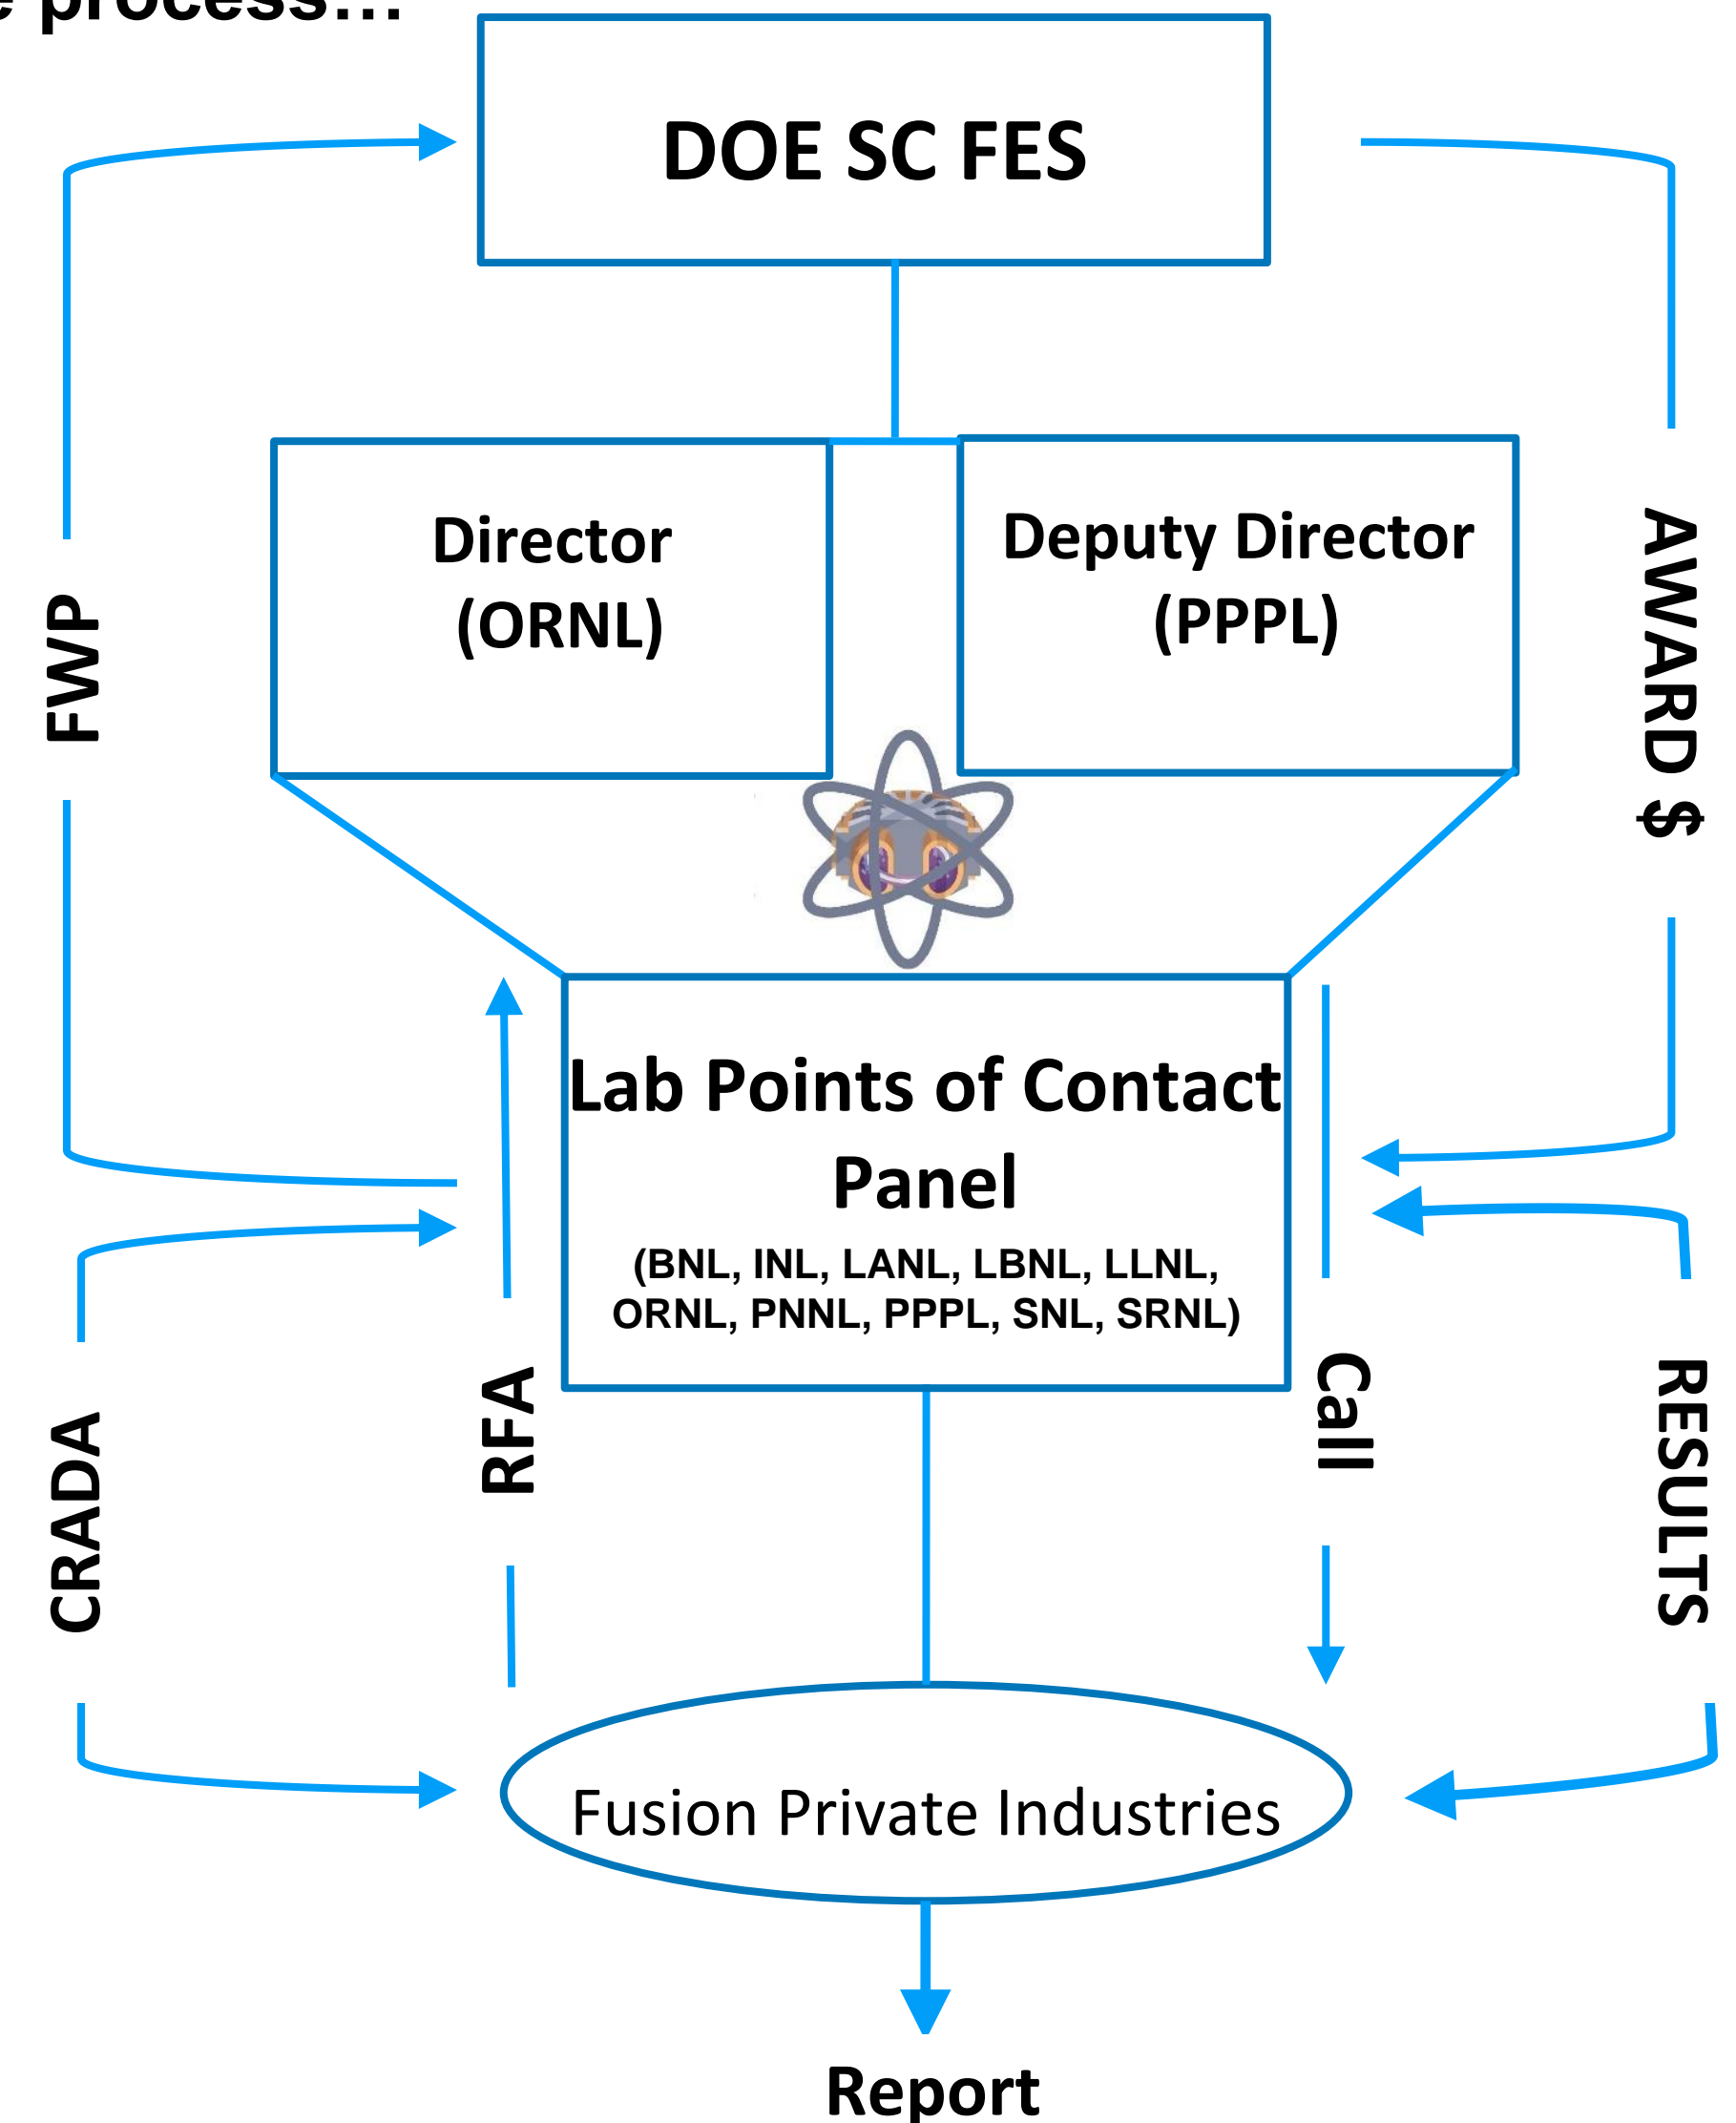 process...
DOE SC FES
Director
(ORNL)
Deputy Director
(PPPL)
FWP
AWARD $
Lab Points of Contact
Panel
(BNL, INL, LANL, LBNL, LLNL,
ORNL, PNNL, PPPL, SNL, SRNL)
CRADA
RFA
Call
RESULTS
Fusion Private Industries
Report